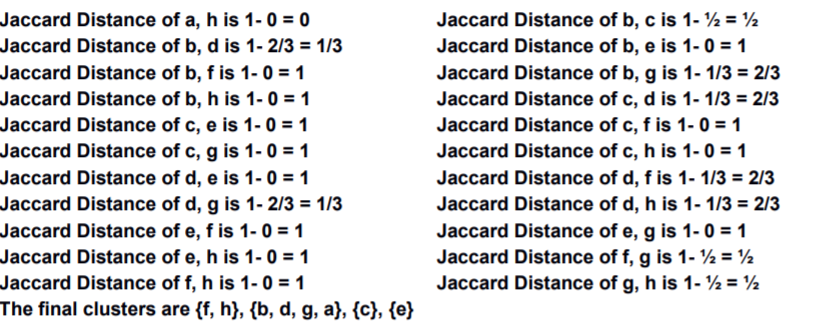 Jaccard Distance of a, h is 1- 0 = 0 Jaccard Distance of b, c is 1- ½ = ½
Jaccard Distance of b, d is 1- 2/3 = 1/3 Jaccard Distance of b, e is 1- 0 = 1
Jaccard Distance of b, f is 1- 0 = 1 Jaccard Distance of b, g is 1- 1/3 = 2/3
Jaccard Distance of b, h is 1- 0 = 1 Jaccard Distance of c, d is 1- 1/3 = 2/3
Jaccard Distance of c, e is 1- 0 = 1 Jaccard Distance of c, f is 1- 0 = 1
Jaccard Distance of c, g is 1- 0 = 1 Jaccard Distance of c, h is 1- 0 = 1
Jaccard Distance of d, e is 1- 0 = 1 Jaccard Distance of d, f is 1- 1/3 = 2/3
Jaccard Distance of d, g is 1- 2/3 = 1/3 Jaccard Distance of d, h is 1- 1/3 = 2/3
Jaccard Distance of e, f is 1- 0 = 1 Jaccard Distance of e, g is 1- 0 = 1
Jaccard Distance of e, h is 1- 0 = 1 Jaccard Distance of f, g is 1- ½ = ½
Jaccard Distance of f, h is 1- 0 = 1 Jaccard Distance of g, h is 1- ½ = ½
The final clusters are {f, h}, {b, d, g, a}, {c}, {e}